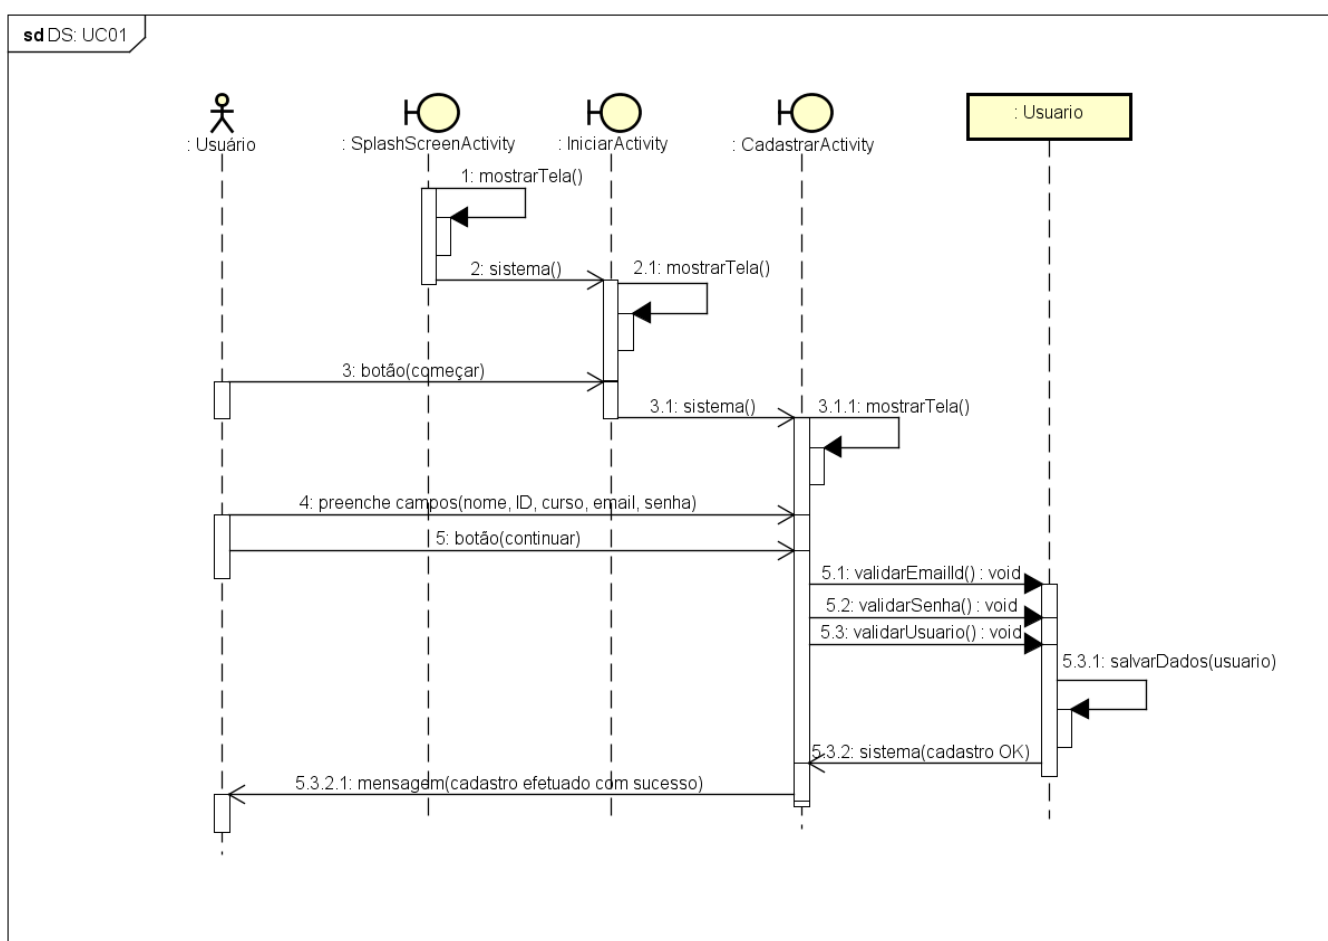 sd DS: UC01
: Usuário
: SplashScreenActivity
: IniciarActivity
: CadastrarActivity
: Usuario
1: mostrarTela()
2: sistema()
2.1: mostrarTela()
3: botão(começar)
3.1: sistema()
3.1.1: mostrarTela()
4: preenche campos(nome, ID, curso, email, senha)
5: botão(continuar)
5.1: validarEmailId() : void
5.2: validarSenha() : void
5.3: validarUsuario() : void
5.3.1: salvarDados(usuario)
5.3.2: sistema(cadastro OK)
5.3.2.1: mensagem(cadastro efetuado com sucesso)